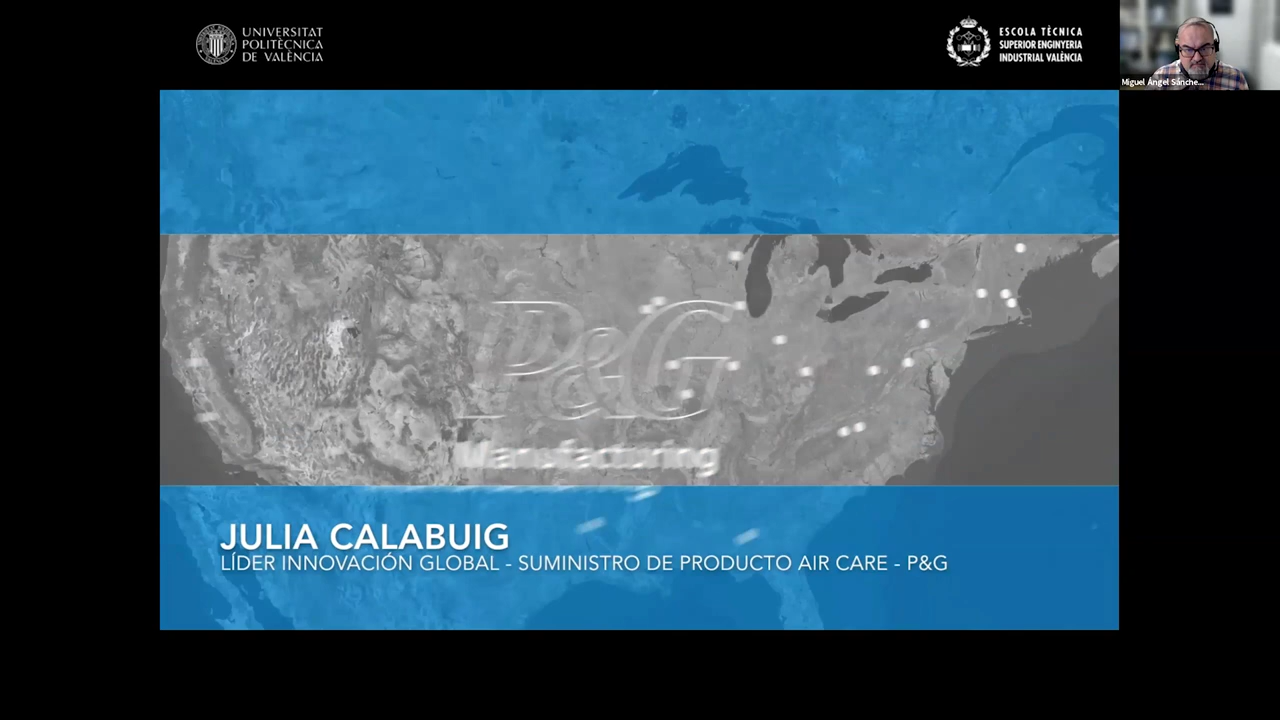 UNIVERSITAT
POLITÈCNICA
DE VALÈNCIA
ESCOLA TÈCNICA
SUPERIOR ENGINYERIA
INDUSTRIAL VALÈNCIA
Miguel Ángel Sánche...
P&G
Manufacturing
JULIA CALABUIG
LÍDER INNOVACIÓN GLOBAL - SUMINISTRO DE PRODUCTO AIR CARE - P&G